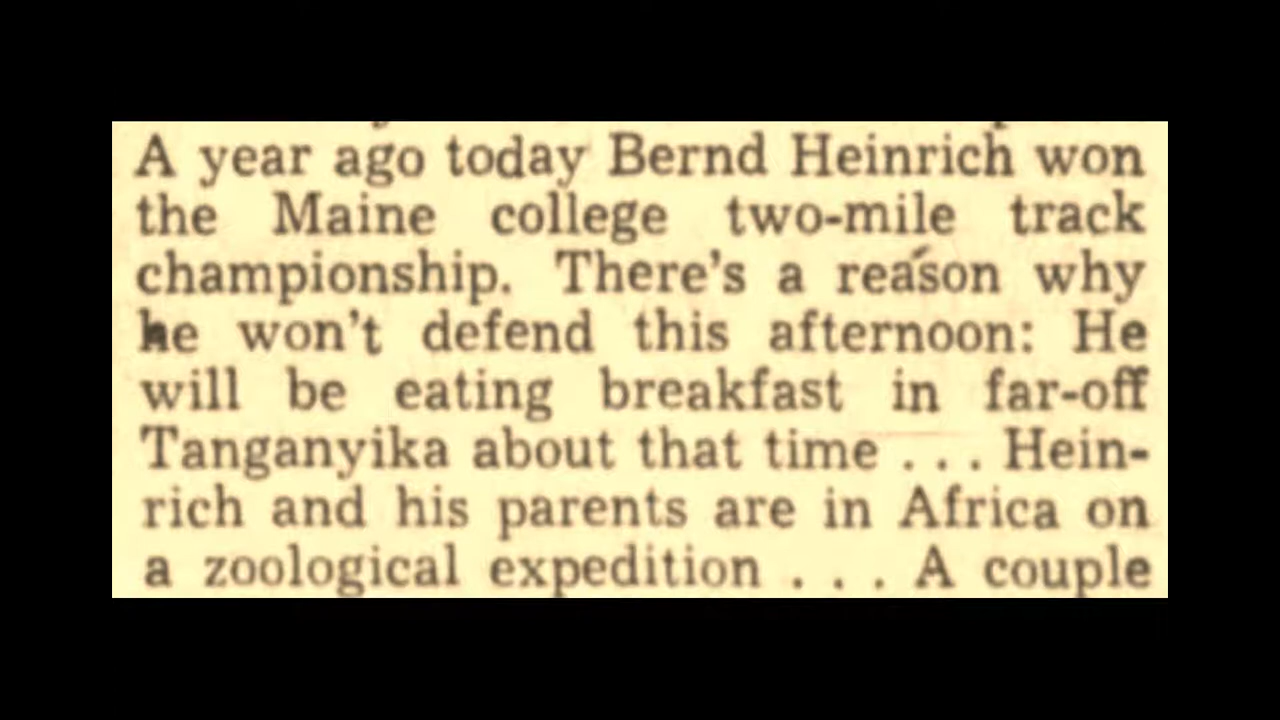 A year ago today Bernd Heinrich won
the Maine college two-mile track
championship. There's a reason why
he won't defend this afternoon: He
will be eating breakfast in far-off
Tanganyika about that time . . . Hein-
rich and his parents are in Africa on
a zoological expedition . . . A couple